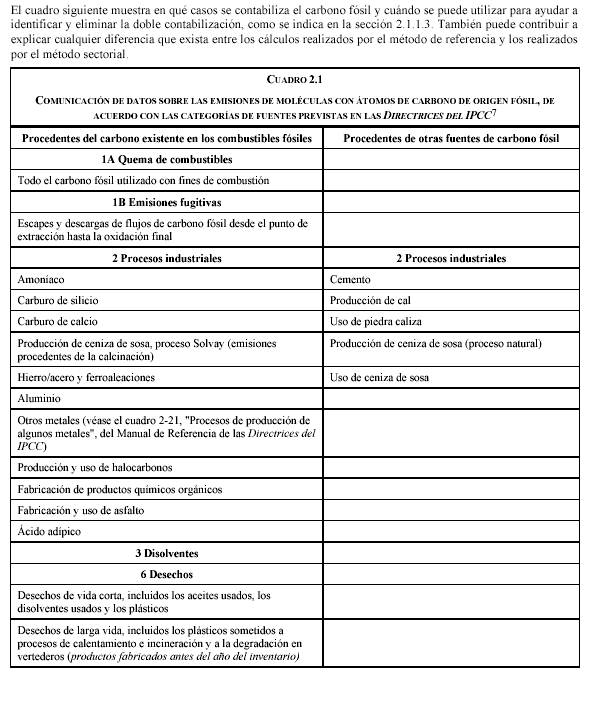 El cuadro siguiente muestra en qué casos se contabiliza el carbono fósil y cuándo se puede utilizar para ayudar a
identificar y eliminar la doble contabilización, como se indica en la sección 2.1.1.3. También puede contribuir a
explicar cualquier diferencia que exista entre los cálculos realizados por el método de referencia y los realizados
por el método sectorial.
CUADRO 2.1
COMUNICACIÓN DE DATOS SOBRE LAS EMISIONES DE MOLÉCULAS CON ÁTOMOS DE CARBONO DE ORIGEN FÓSIL, DE
ACUERDO CON LAS CATEGORÍAS DE FUENTES PREVISTAS EN LAS DIRECTRICES DEL IPCC7
Procedentes del carbono existente en los combustibles fósiles
Procedentes de otras fuentes de carbono fósil
1A Quema de combustibles
Todo el carbono fósil utilizado con fines de combustión
1B Emisiones fugitivas
Escapes y descargas de flujos de carbono fósil desde el punto de
extracción hasta la oxidación final
2 Procesos industriales
2 Procesos industriales
Amoníaco
Cemento
Carburo de silicio
Producción de cal
Carburo de calcio
Uso de piedra caliza
Producción de ceniza de sosa, proceso Solvay (emisiones
procedentes de la calcinación)
Producción de ceniza de sosa (proceso natural)
Hierro/acero y ferroaleaciones
Uso de ceniza de sosa
Aluminio
Otros metales (véase el cuadro 2-21, "Procesos de producción de
algunos metales", del Manual de Referencia de las Directrices del
IPCC)
Producción y uso de halocarbonos
Fabricación de productos químicos orgánicos
Fabricación y uso de asfalto
Ácido adípico
3 Disolventes
6 Desechos
Desechos de vida corta, incluidos los aceites usados, los
disolventes usados y los plásticos
Desechos de larga vida, incluidos los plásticos sometidos a
procesos de calentamiento e incineración y a la degradación en
vertederos (productos fabricados antes del año del inventario)